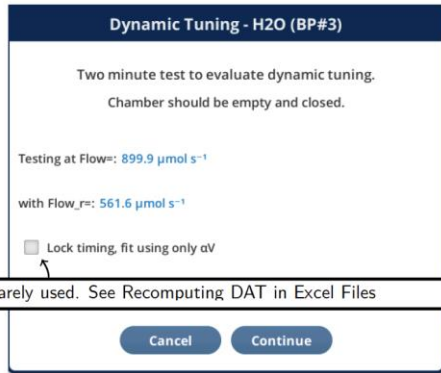 Dynamic Tuning - H2O (BP#3)
Two minute test to evaluate dynamic tuning.
Chamber should be empty and closed.
Testing at Flow=: 899.9 µmol s⁻¹
with Flow_r=: 561.6 µmol s⁻¹
Lock timing, fit using only αV
arely used. See Recomputing DAT in Excel Files
Cancel Continue